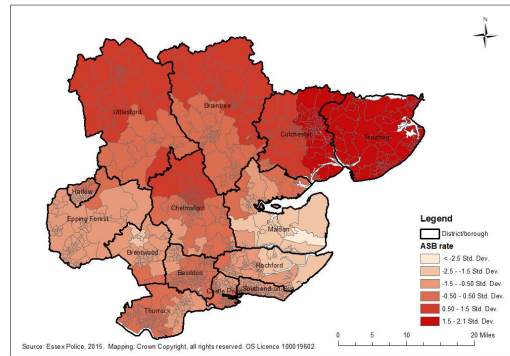 N
Uttlesford
Braintree
Colchester
Tendring
Harlow
Epping Forest
Chelmsford
Maldon
Brentwood
Basildon
Rochford
Castle Point
Southend-on-Sea
Thurrock
Legend
District/borough
ASB rate
< -2.5 Std. Dev.
-2.5 - -1.5 Std. Dev.
-1.5 - -0.50 Std. Dev.
-0.50 - 0.50 Std. Dev.
0.50 - 1.5 Std. Dev.
1.5 - 2.1 Std. Dev.
0 5 10 20 Miles
Source: Essex Police, 2015. Mapping: Crown Copyright, all rights reserved. OS Licence 100019602